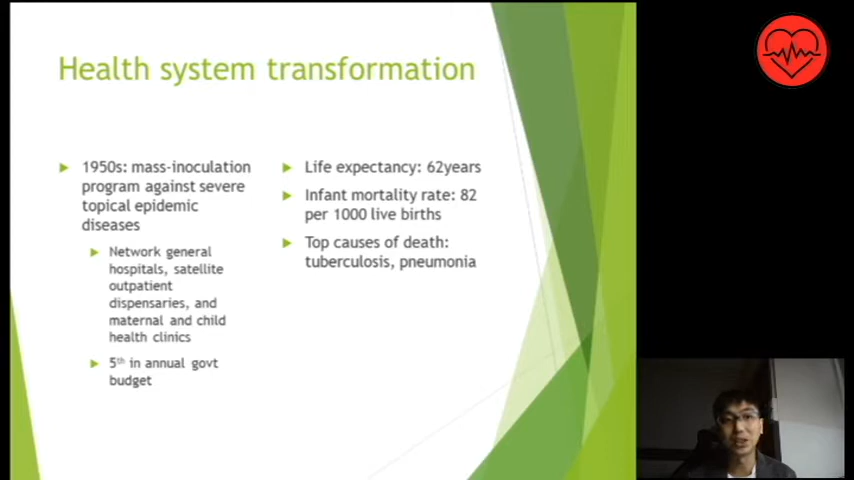 Health system transformation
1950s: mass-inoculation
program against severe
topical epidemic
diseases
Network general
hospitals, satellite
outpatient
dispensaries, and
maternal and child
health clinics
5th in annual govt
budget
Life expectancy: 62years
Infant mortality rate: 82
per 1000 live births
Top causes of death:
tuberculosis, pneumonia